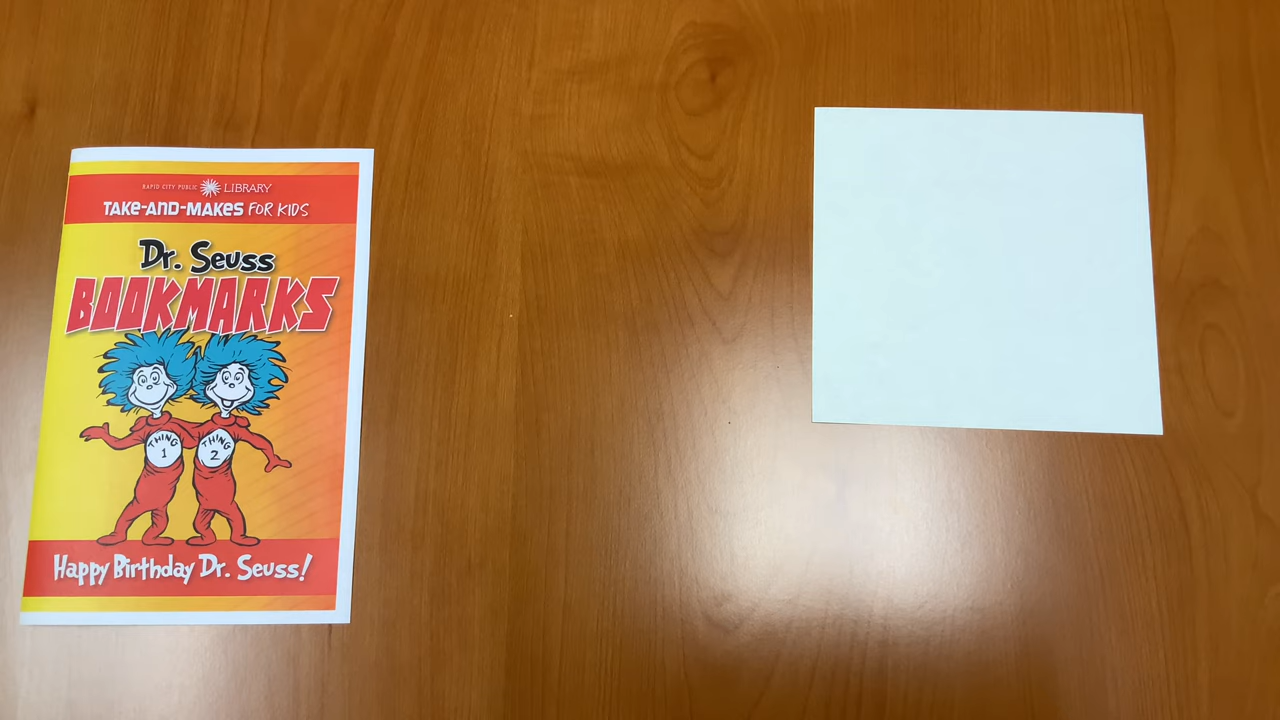 RAPID CITY PUBLIC LIBRARY
TAKE-AND-MAKES FOR KIDS
Dr. Seuss
BOOKMARKS
THING
1
THING
2
Happy Birthday Dr. Seuss!